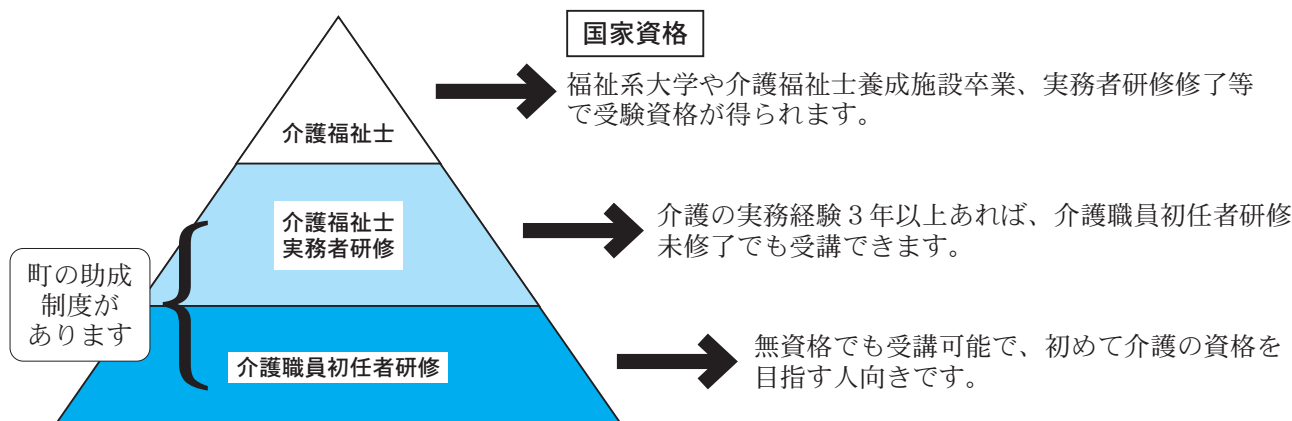 国家資格
福祉系大学や介護福祉士養成施設卒業、実務者研修修了等
で受験資格が得られます。
介護福祉士
介護福祉士
実務者研修
介護の実務経験３年以上あれば、介護職員初任者研修
未修了でも受講できます。
町の助成
制度が
あります
介護職員初任者研修
無資格でも受講可能で、初めて介護の資格を
目指す人向きです。